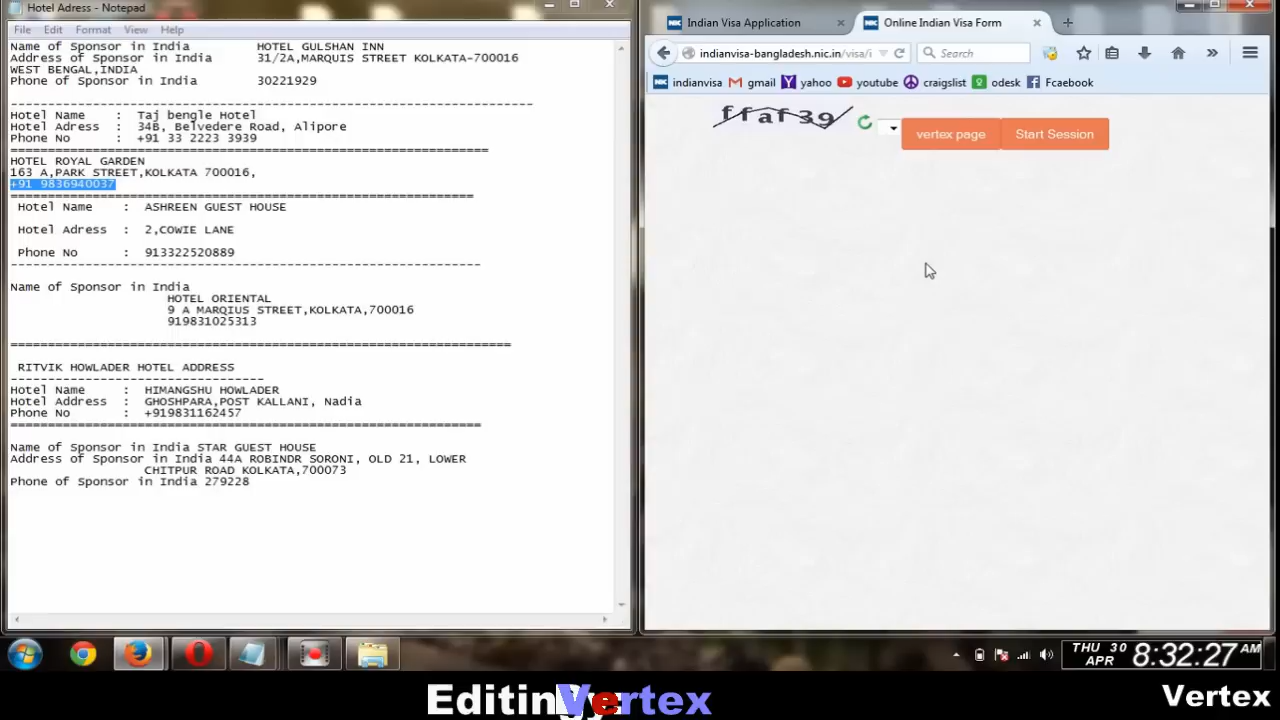 Hotel Adress - Notepad
File Edit Format View Help
Name of Sponsor in India HOTEL GULSHAN INN
Address of Sponsor in India 31/2A,MARQUIS STREET KOLKATA-700016
WEST BENGAL,INDIA
Phone of Sponsor in India 30221929
------------------------------------------------------------------
Hotel Name : Taj bengle Hotel
Hotel Adress : 34B, Belvedere Road, Alipore
Phone No : +91 33 2223 3939
================================================================
HOTEL ROYAL GARDEN
163 A,PARK STREET,KOLKATA 700016,
+91 9836940037
==============================================================
Hotel Name : ASHREEN GUEST HOUSE
Hotel Adress : 2,COWIE LANE
Phone No : 913322520889
---------------------------------------------------------------
Name of Sponsor in India
HOTEL ORIENTAL
9 A MARQIUS STREET,KOLKATA,700016
919831025313
===================================================================
RITVIK HOWLADER HOTEL ADDRESS
----------------------------------
Hotel Name : HIMANGSHU HOWLADER
Hotel Address : GHOSHPARA,POST KALLANI, Nadia
Phone No : +919831162457
===============================================================
Name of Sponsor in India STAR GUEST HOUSE
Address of Sponsor in India 44A ROBINDR SORONI, OLD 21, LOWER
CHITPUR ROAD KOLKATA,700073
Phone of Sponsor in India 279228
Indian Visa Application
Online Indian Visa Form
indianvisa-bangladesh.nic.in/visa/i
Search
indianvisa gmail yahoo youtube craigslist odesk Fcaebook
ffaf39
vertex page
Start Session
THU 30
APR
8:32:27 AM
Vertex
Vertex